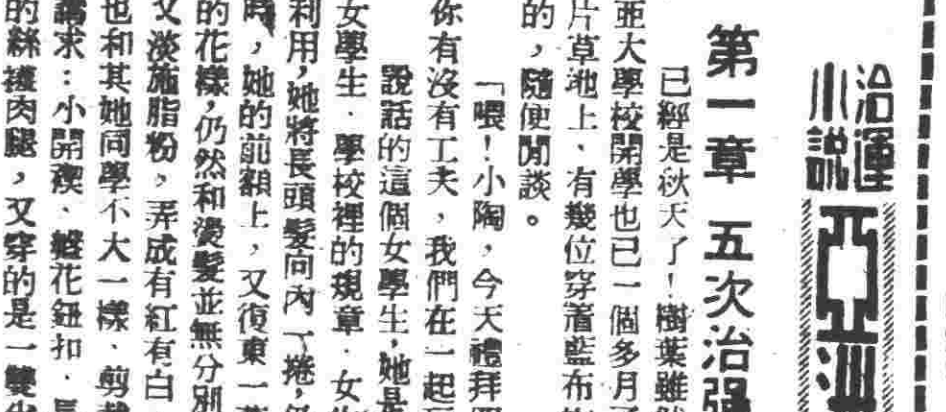 治運
小說
亞洲
第一章 五次治强
已經是秋天了！樹葉雖
亞大學校開學也已一個多月
片草地上、有幾位穿着藍布
的，隨便閒談。
「喂！小陶，今天禮拜
你有沒有工夫，我們在一起
說話的這個女學生，她是
女學生．學校裡的規章．女
利用，她將長頭髮向內一捲，
時，她的前額上，又復東一
的花樣，仍然和燙髮並無分別
又淡施脂粉，弄成有紅有白
也和其她同學不大一樣．剪裁
講求：小開襖、盤花鈕扣．長
的絲襪肉腿，又穿的是一雙